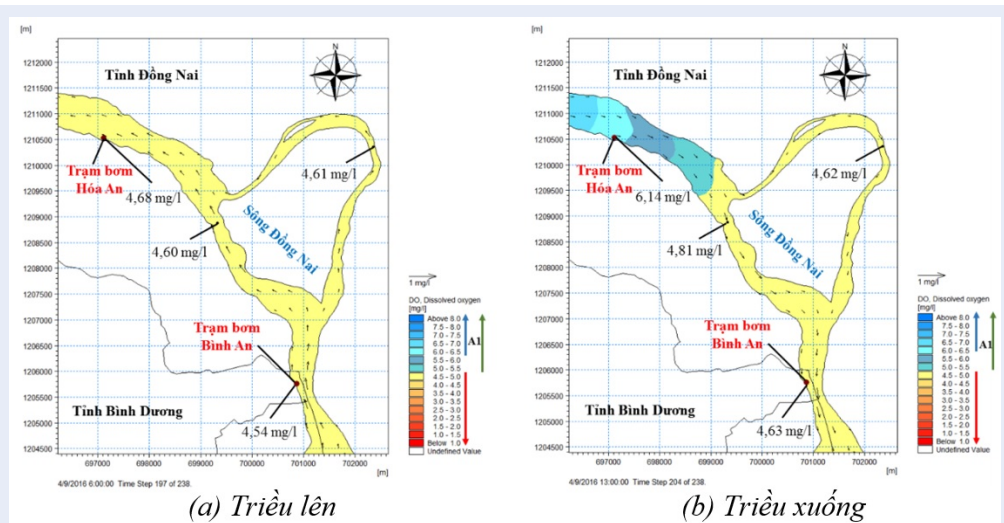 [m]
N
1212000
1211500
1211000
1210500
1210000
1209500
1209000
1208500
1208000
1207500
1207000
1206500
1206000
1205500
1205000
1204500
Tỉnh Đồng Nai
Trạm bơm
Hóa An
4,68 mg/l
4,61 mg/l
4,60 mg/l
Sông Đồng Nai
Trạm bơm
Bình An
Tỉnh Bình Dương
4,54 mg/l
697000 698000 699000 700000 701000 702000
[m]
1 mg/l
DO, Dissolved oxygen
[mg/l]
Above 8.0
7.5 - 8.0
7.0 - 7.5
6.5 - 7.0
6.0 - 6.5
5.5 - 6.0
5.0 - 5.5
4.5 - 5.0
4.0 - 4.5
3.5 - 4.0
3.0 - 3.5
2.5 - 3.0
2.0 - 2.5
1.5 - 2.0
1.0 - 1.5
Below 1.0
Undefined Value
A1
4/9/2016 6:00:00 Time Step 197 of 238.
(a) Triều lên
[m]
N
1212000
1211500
1211000
1210500
1210000
1209500
1209000
1208500
1208000
1207500
1207000
1206500
1206000
1205500
1205000
1204500
Tỉnh Đồng Nai
Trạm bơm
Hóa An
6,14 mg/l
4,62 mg/l
4,81 mg/l
Sông Đồng Nai
Trạm bơm
Bình An
Tỉnh Bình Dương
4,63 mg/l
697000 698000 699000 700000 701000 702000
[m]
1 mg/l
DO, Dissolved oxygen
[mg/l]
Above 8.0
7.5 - 8.0
7.0 - 7.5
6.5 - 7.0
6.0 - 6.5
5.5 - 6.0
5.0 - 5.5
4.5 - 5.0
4.0 - 4.5
3.5 - 4.0
3.0 - 3.5
2.5 - 3.0
2.0 - 2.5
1.5 - 2.0
1.0 - 1.5
Below 1.0
Undefined Value
A1
4/9/2016 13:00:00 Time Step 204 of 238.
(b) Triều xuống